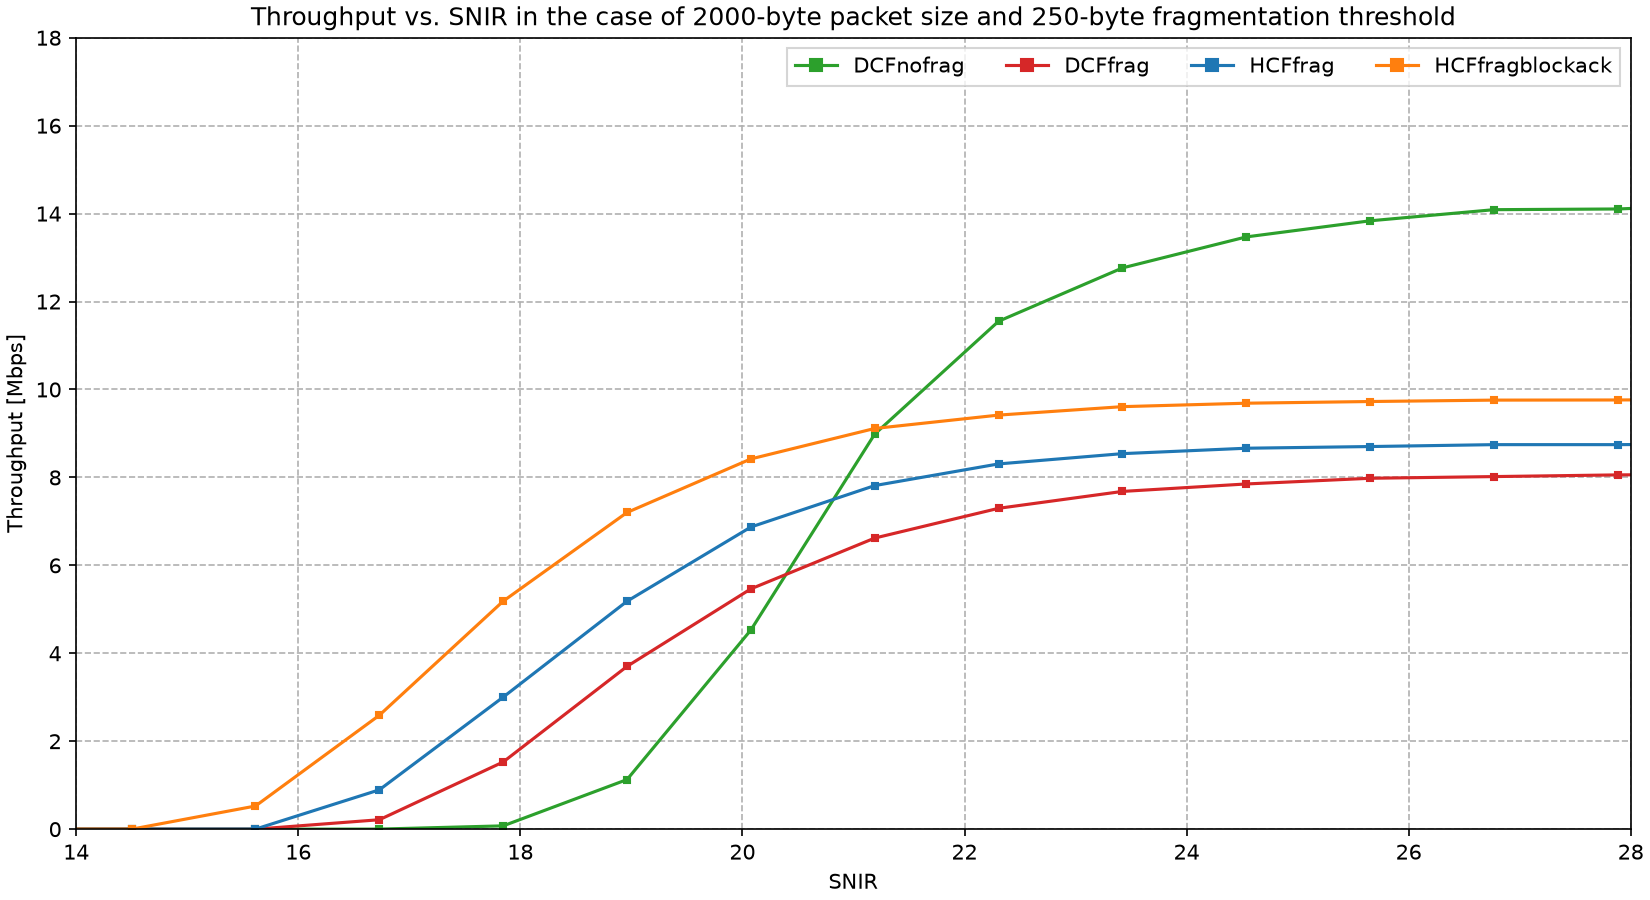 Throughput vs. SNIR in the case of 2000-byte packet size and 250-byte fragmentation threshold
DCFnofrag DCFfrag HCFfrag HCFfragblockack
Throughput [Mbps]
18
16
14
12
10
8
6
4
2
0
14 16 18 20 22 24 26 28
SNIR